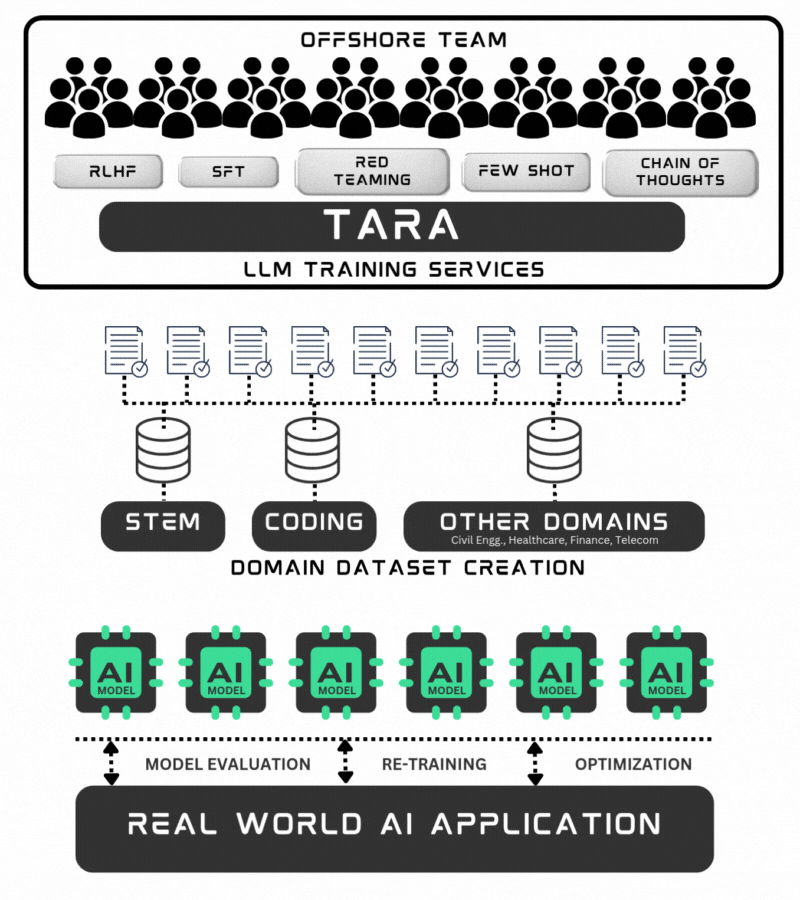 OFFSHORE TEAM
RLHF
SFT
RED
TEAMING
FEW SHOT
CHAIN OF
THOUGHTS
TARA
LLM TRAINING SERVICES
STEM
CODING
OTHER DOMAINS
Civil Engg., Healthcare, Finance, Telecom
DOMAIN DATASET CREATION
AI
MODEL
AI
MODEL
AI
MODEL
AI
MODEL
AI
MODEL
AI
MODEL
MODEL EVALUATION
RE-TRAINING
OPTIMIZATION
REAL WORLD AI APPLICATION